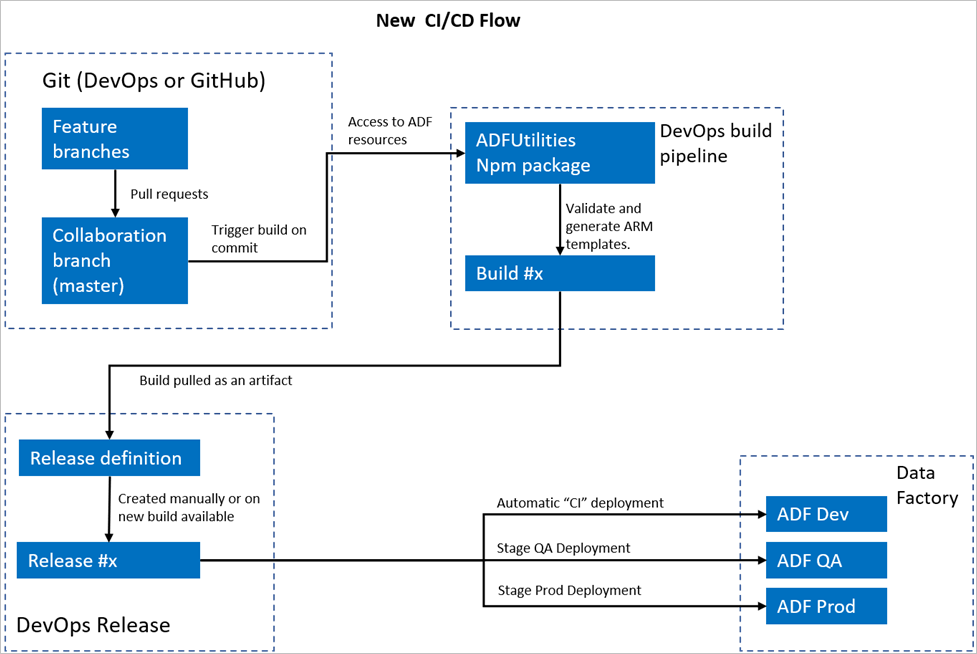 New  CI/CD Flow
Git (DevOps or GitHub)
Feature
branches
Pull requests
Collaboration
branch
(master)
Trigger build on
commit
Access to ADF
resources
ADFUtilities
Npm package
DevOps build
pipeline
Validate and
generate ARM
templates.
Build #x
Build pulled as an artifact
Release definition
Created manually or on
new build available
Release #x
DevOps Release
Automatic “CI” deployment
Stage QA Deployment
Stage Prod Deployment
Data
Factory
ADF Dev
ADF QA
ADF Prod